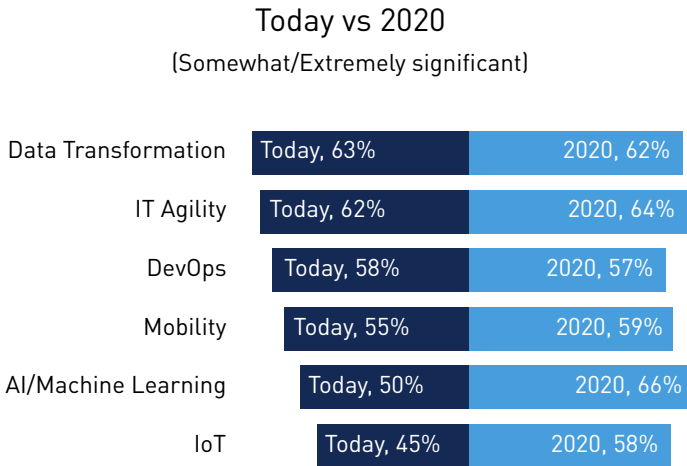 Today vs 2020
(Somewhat/Extremely significant)
Data Transformation Today, 63% 2020, 62%
IT Agility Today, 62% 2020, 64%
DevOps Today, 58% 2020, 57%
Mobility Today, 55% 2020, 59%
AI/Machine Learning Today, 50% 2020, 66%
IoT Today, 45% 2020, 58%